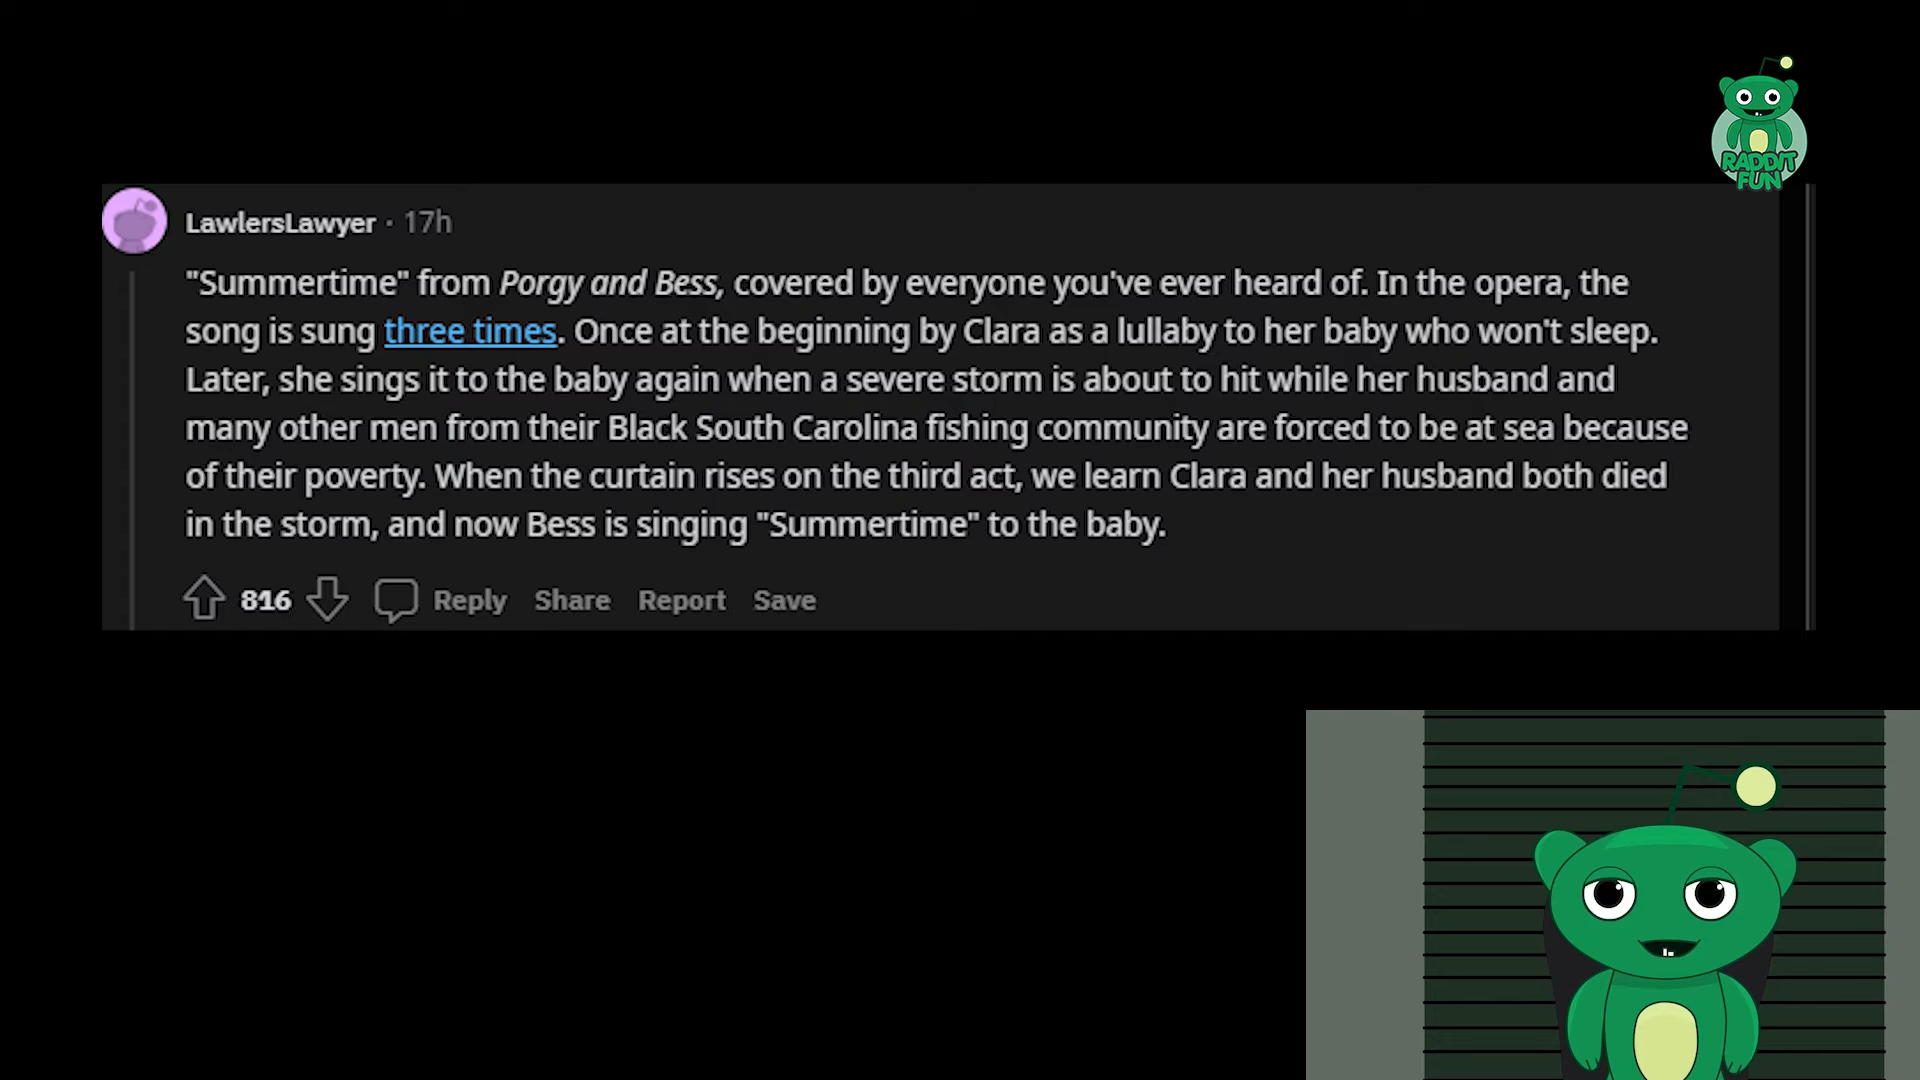 RADDIT
FUN
LawlersLawyer · 17h
"Summertime" from Porgy and Bess, covered by everyone you've ever heard of. In the opera, the
song is sung three times. Once at the beginning by Clara as a lullaby to her baby who won't sleep.
Later, she sings it to the baby again when a severe storm is about to hit while her husband and
many other men from their Black South Carolina fishing community are forced to be at sea because
of their poverty. When the curtain rises on the third act, we learn Clara and her husband both died
in the storm, and now Bess is singing "Summertime" to the baby.
816 Reply Share Report Save